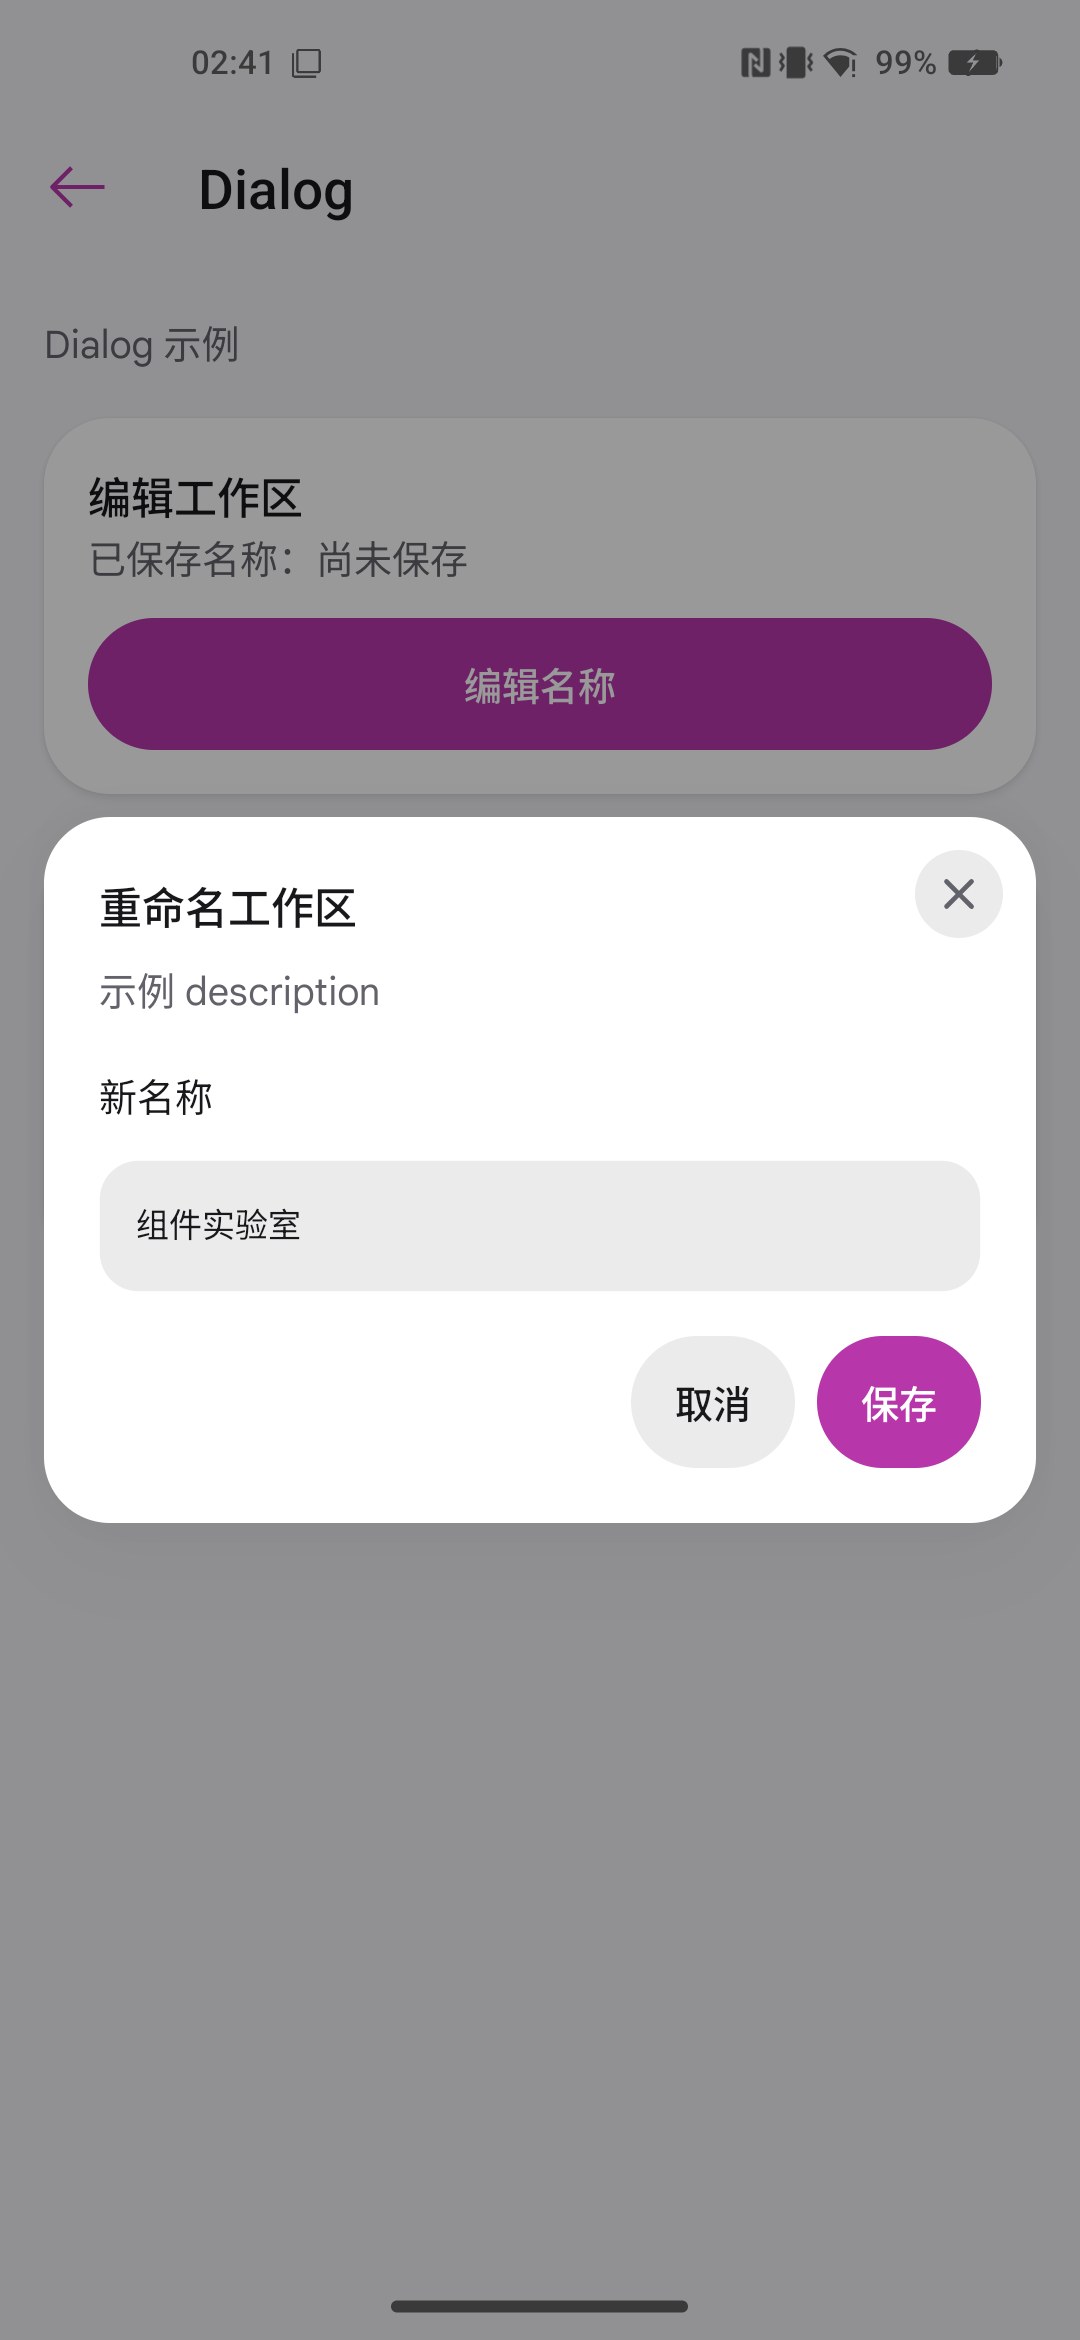 02:41 99%
Dialog
Dialog 示例
编辑工作区
已保存名称：尚未保存
编辑名称
重命名工作区
示例 description
新名称
组件实验室
取消 保存